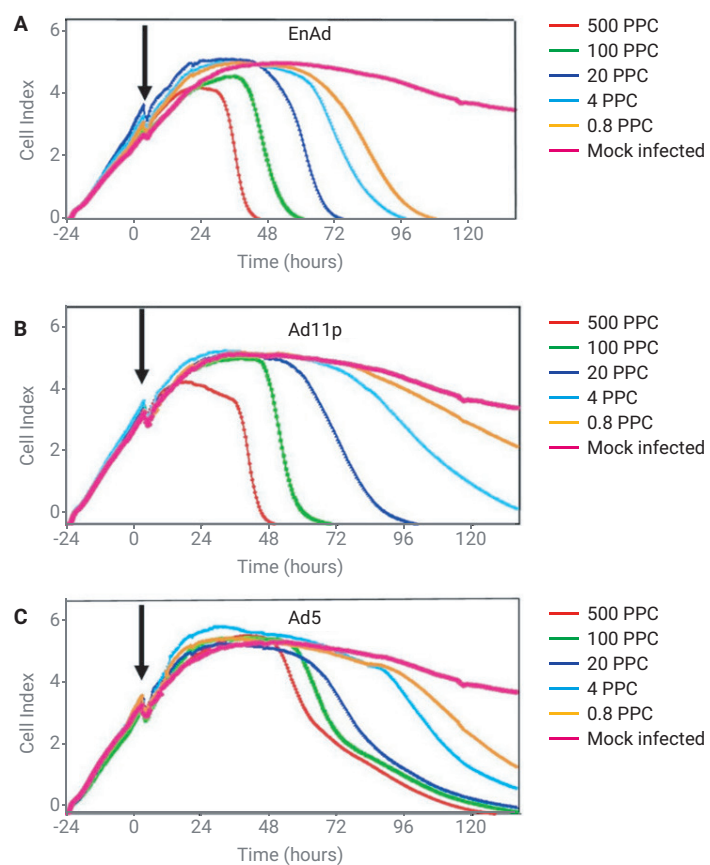 A
EnAd
6
4
2
0
Cell Index
-24 0 24 48 72 96 120
Time (hours)
500 PPC
100 PPC
20 PPC
4 PPC
0.8 PPC
Mock infected
B
Ad11p
6
4
2
0
Cell Index
-24 0 24 48 72 96 120
Time (hours)
500 PPC
100 PPC
20 PPC
4 PPC
0.8 PPC
Mock infected
C
Ad5
6
4
2
0
Cell Index
-24 0 24 48 72 96 120
Time (hours)
500 PPC
100 PPC
20 PPC
4 PPC
0.8 PPC
Mock infected